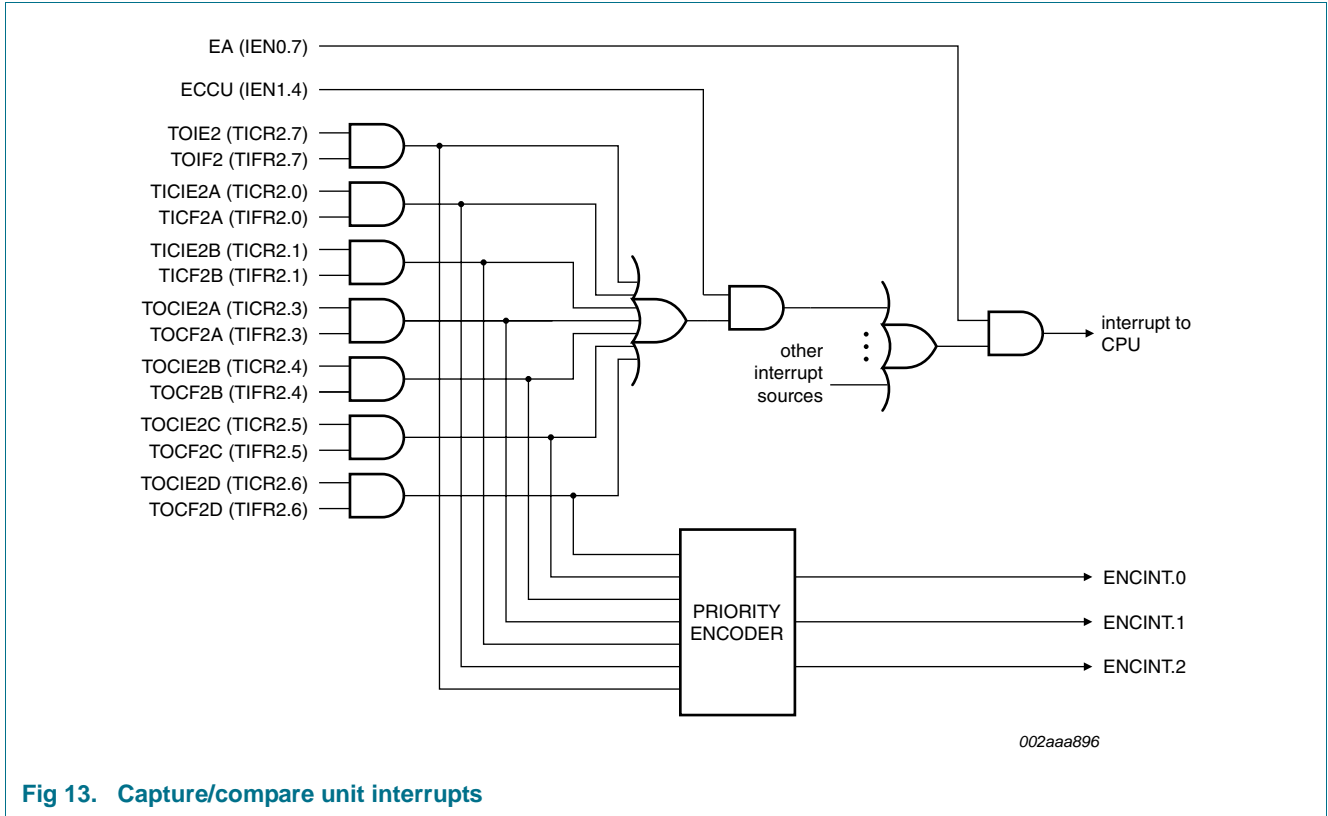 EA (IEN0.7)
ECCU (IEN1.4)
TOIE2 (TICR2.7)
TOIF2 (TIFR2.7)
TICIE2A (TICR2.0)
TICF2A (TIFR2.0)
TICIE2B (TICR2.1)
TICF2B (TIFR2.1)
TOCIE2A (TICR2.3)
TOCF2A (TIFR2.3)
TOCIE2B (TICR2.4)
TOCF2B (TIFR2.4)
TOCIE2C (TICR2.5)
TOCF2C (TIFR2.5)
TOCIE2D (TICR2.6)
TOCF2D (TIFR2.6)
other
interrupt
sources
interrupt to
CPU
PRIORITY
ENCODER
ENCINT.0
ENCINT.1
ENCINT.2
002aaa896
Fig 13. Capture/compare unit interrupts